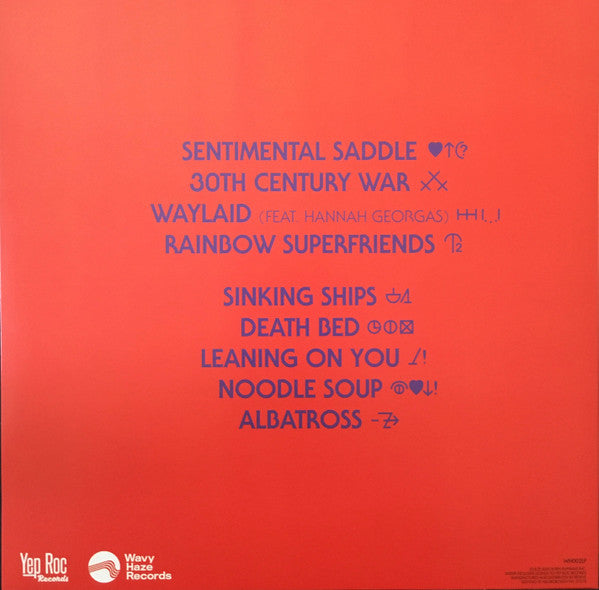 SENTIMENTAL SADDLE
30TH CENTURY WAR
WAYLAID (FEAT. HANNAH GEORGAS)
RAINBOW SUPERFRIENDS
SINKING SHIPS
DEATH BED
LEANING ON YOU
NOODLE SOUP
ALBATROSS
Yep Roc
Records
Wavy
Haze
Records